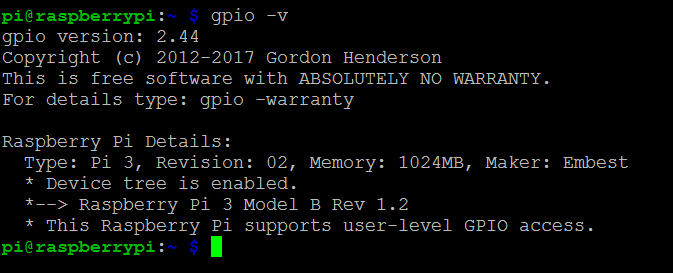 pi@raspberrypi:~ $ gpio -v
gpio version: 2.44
Copyright (c) 2012-2017 Gordon Henderson
This is free software with ABSOLUTELY NO WARRANTY.
For details type: gpio -warranty

Raspberry Pi Details:
  Type: Pi 3, Revision: 02, Memory: 1024MB, Maker: Embest
  * Device tree is enabled.
  *--> Raspberry Pi 3 Model B Rev 1.2
  * This Raspberry Pi supports user-level GPIO access.
pi@raspberrypi:~ $